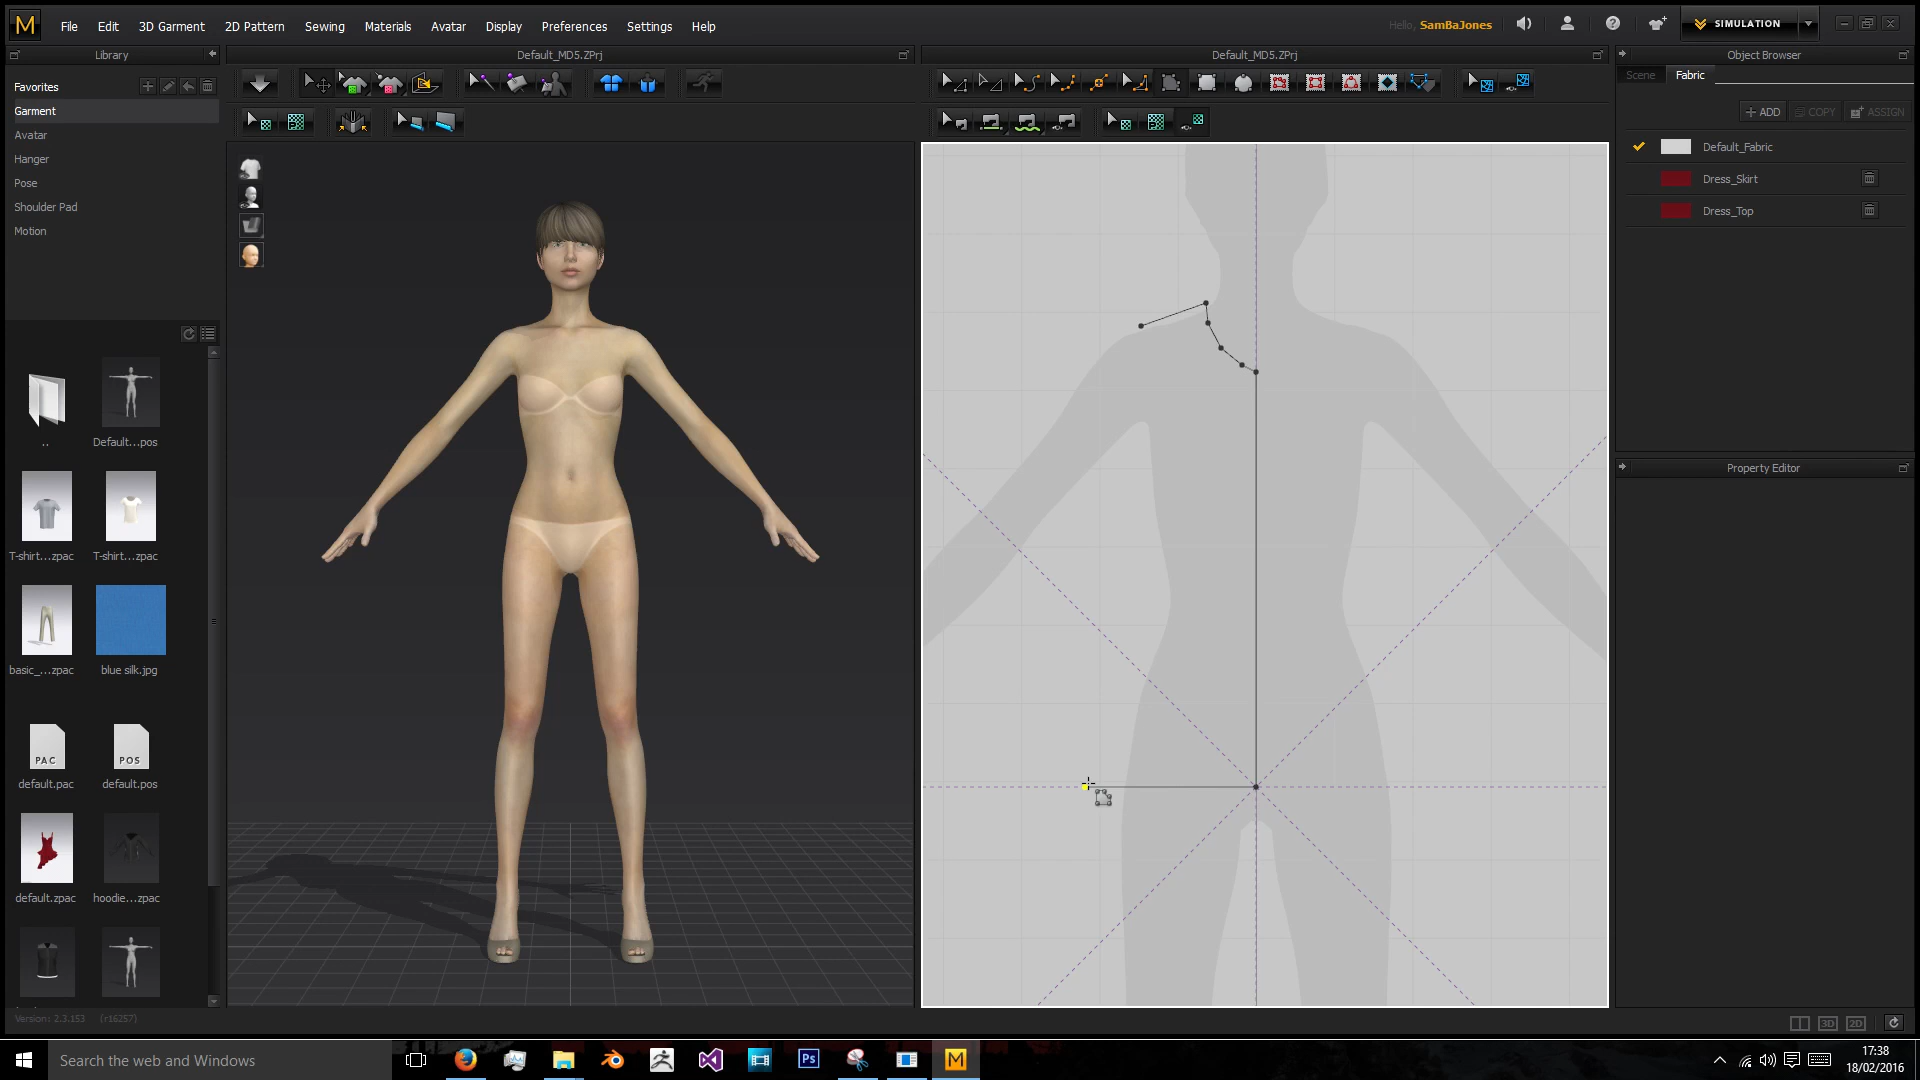 M File Edit 3D Garment 2D Pattern Sewing Materials Avatar Display Preferences Settings Help Hello, SamBaJones SIMULATION
Library Default_MD5.ZPrj Default_MD5.ZPrj Object Browser
Scene Fabric
Favorites
Garment
Avatar
Hanger
Pose
Shoulder Pad
Motion
ADD COPY ASSIGN
Default_Fabric
Dress_Skirt
Dress_Top
Property Editor
.. Default...pos
T-shirt...zpac T-shirt...zpac
basic_...zpac blue silk.jpg
PAC POS
default.pac default.pos
default.zpac hoodie...zpac
Version: 2.3.153 (r16257)
3D 2D
Search the web and Windows
Ps M
17:38
18/02/2016